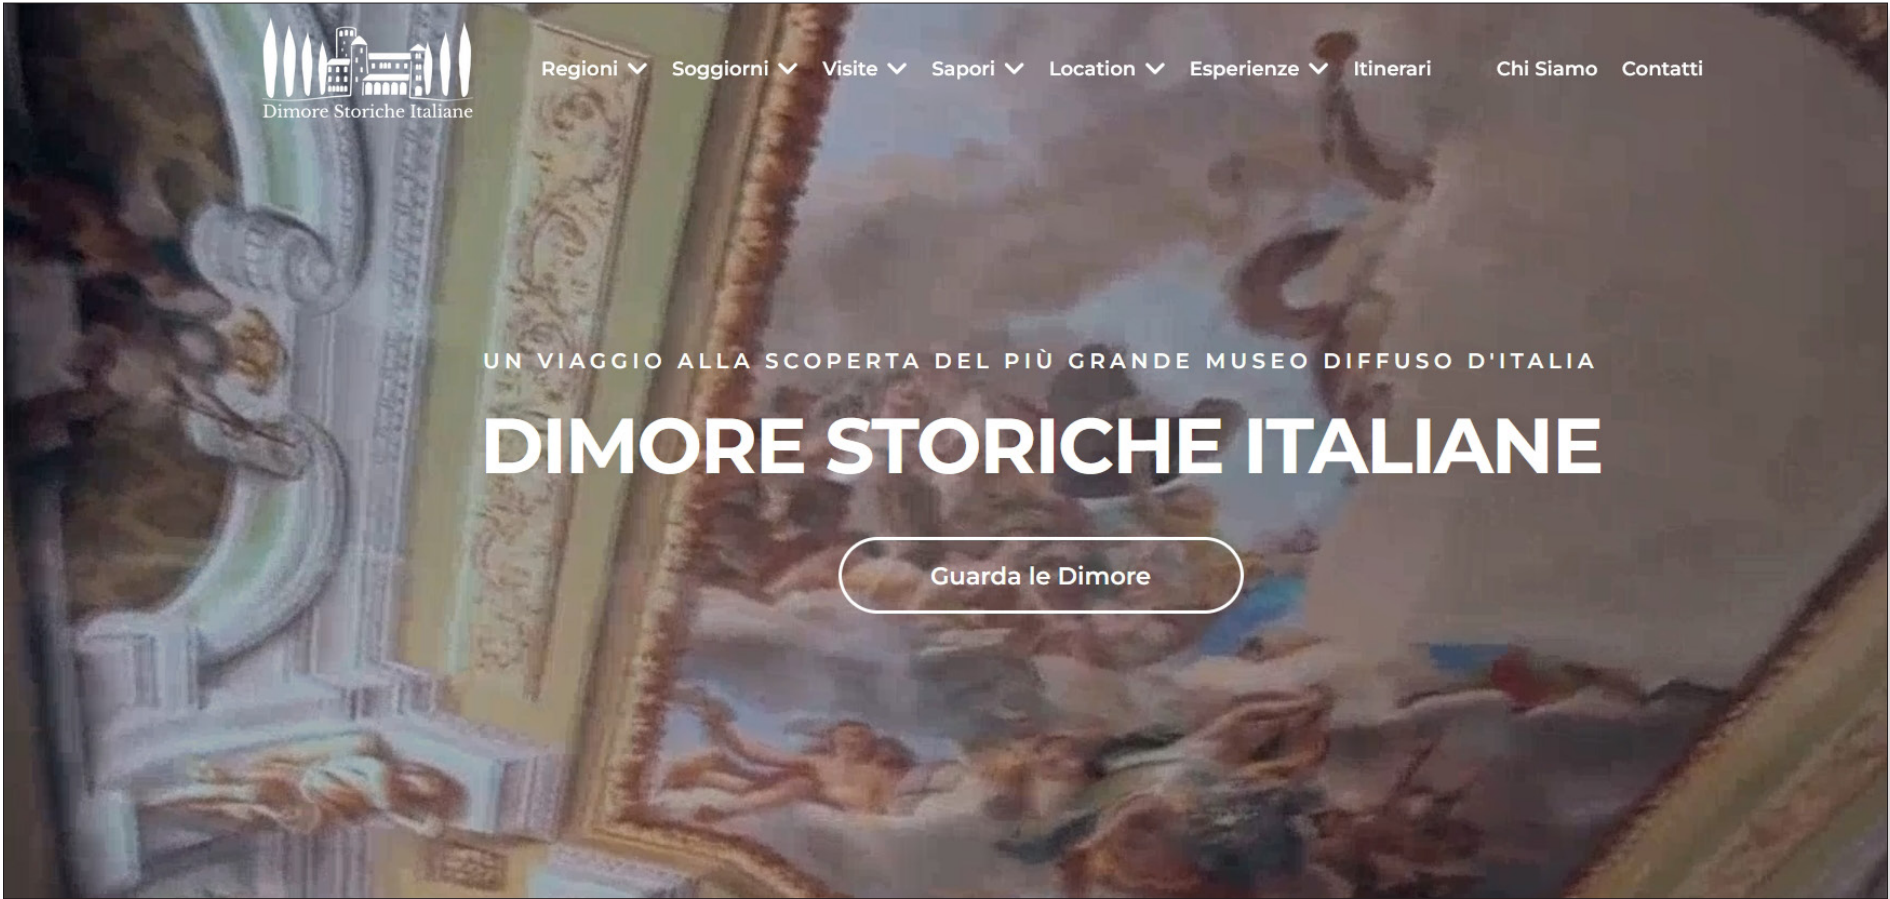 Dimore Storiche Italiane
Regioni Soggiorni Visite Sapori Location Esperienze Itinerari Chi Siamo Contatti
UN VIAGGIO ALLA SCOPERTA DEL PIÙ GRANDE MUSEO DIFFUSO D'ITALIA
DIMORE STORICHE ITALIANE
Guarda le Dimore